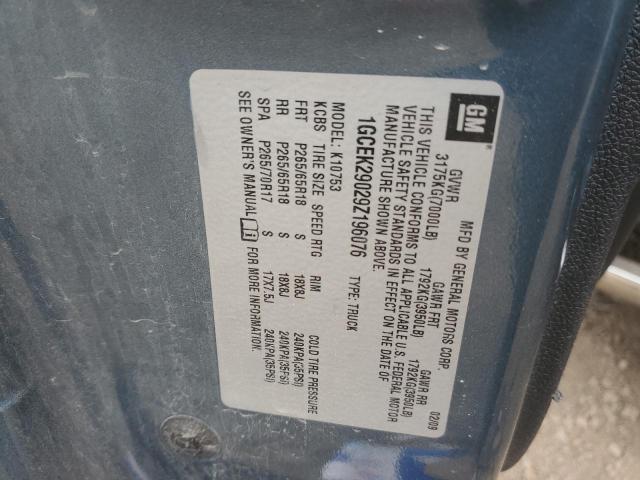 GM
MFD BY GENERAL MOTORS CORP. 02/09
GVWR GAWR FRT GAWR RR
3175KG(7000LB) 1792KG(3950LB) 1792KG(3950LB)
THIS VEHICLE CONFORMS TO ALL APPLICABLE U.S. FEDERAL MOTOR
VEHICLE SAFETY STANDARDS IN EFFECT ON THE DATE OF
MANUFACTURE SHOWN ABOVE.
1GCEK29029Z196076 TYPE: TRUCK
MODEL: K10753
KCBS TIRE SIZE SPEED RTG RIM COLD TIRE PRESSURE
FRT P265/65R18 S 18X8J 240KPA(35PSI)
RR P265/65R18 S 18X8J 240KPA(35PSI)
SPA P265/70R17 S 17X7.5J 240KPA(35PSI)
SEE OWNER'S MANUAL FOR MORE INFORMATION.